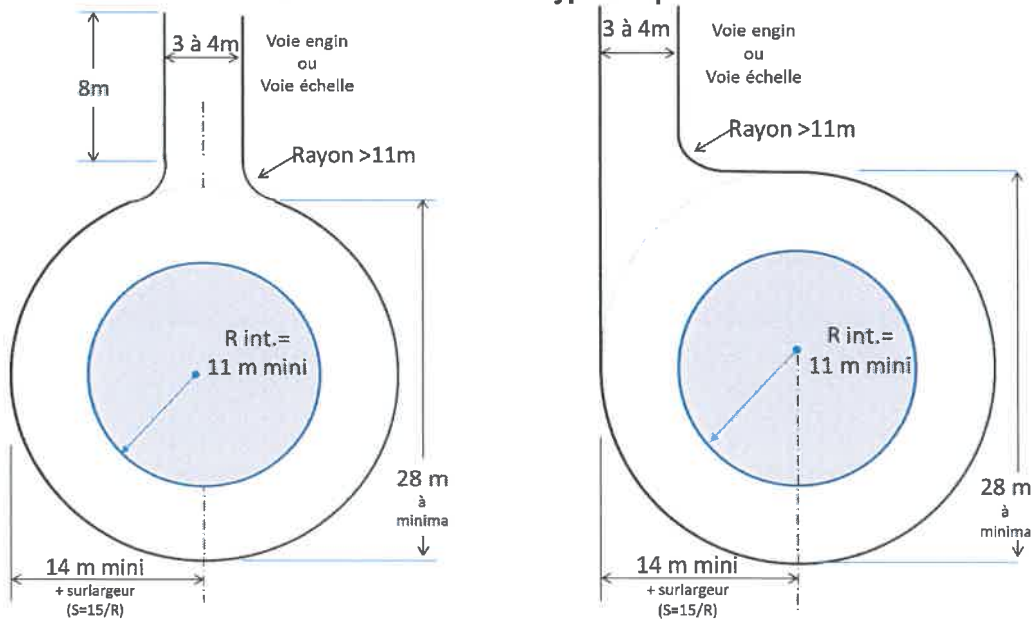 3 à 4m
Voie engin
ou
Voie échelle
8m
Rayon >11m
R int.=
11 m mini
28 m
à
minima
14 m mini
+ surlargeur
(S=15/R)
3 à 4m
Voie engin
ou
Voie échelle
Rayon >11m
R int.=
11 m mini
28 m
à
minima
14 m mini
+ surlargeur
(S=15/R)